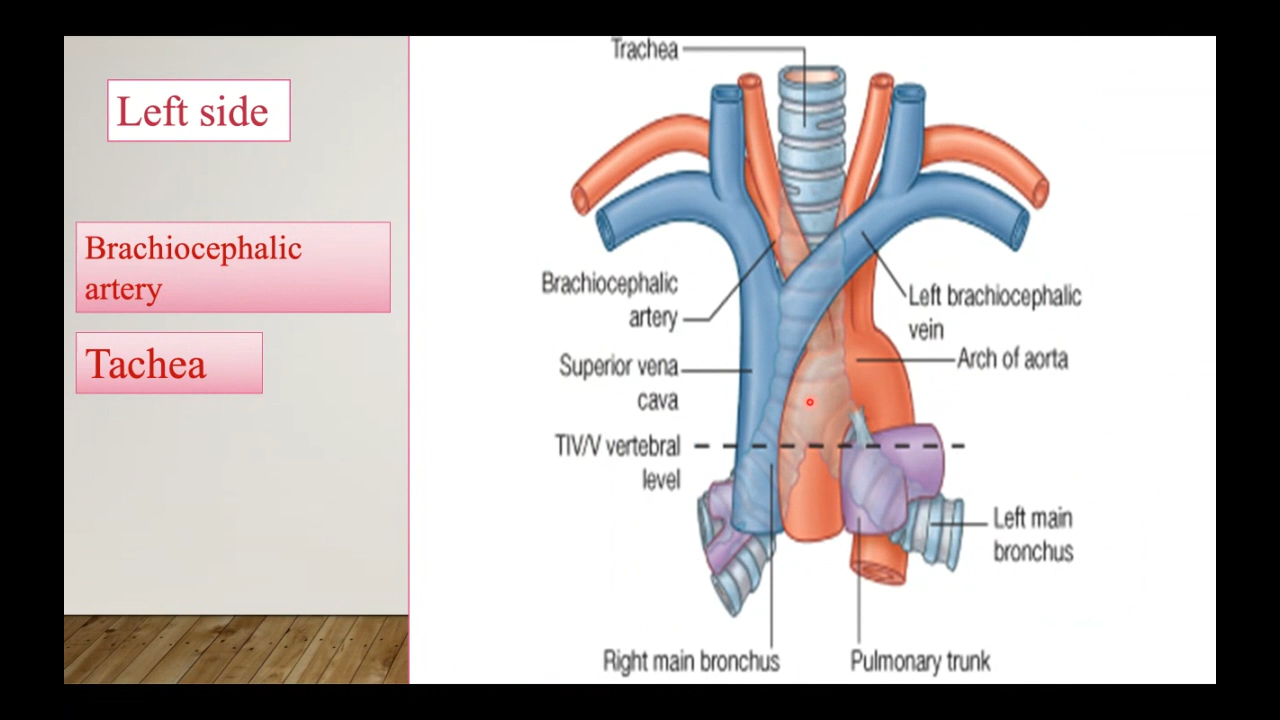 Left side
Brachiocephalic
artery
Tachea
Trachea
Brachiocephalic
artery
Left brachiocephalic
vein
Superior vena
cava
Arch of aorta
TIV/V vertebral
level
Left main
bronchus
Right main bronchus
Pulmonary trunk